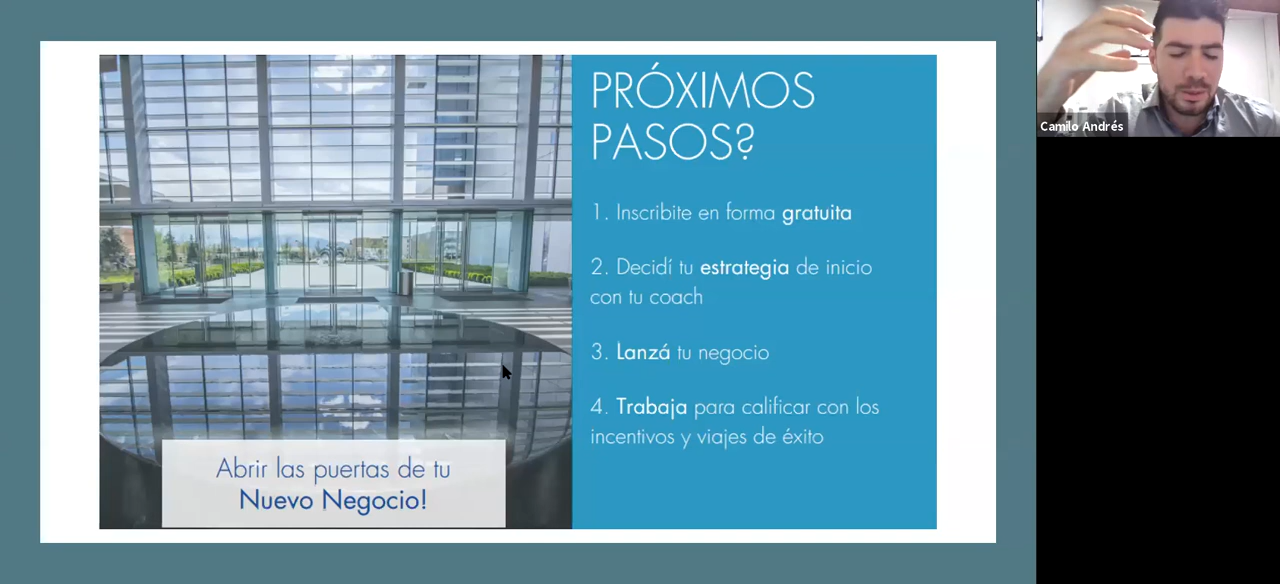 PRÓXIMOS
PASOS?
1. Inscribite en forma gratuita
2. Decidí tu estrategia de inicio
con tu coach
3. Lanzá tu negocio
4. Trabaja para calificar con los
incentivos y viajes de éxito
Abrir las puertas de tu
Nuevo Negocio!
Camilo Andrés